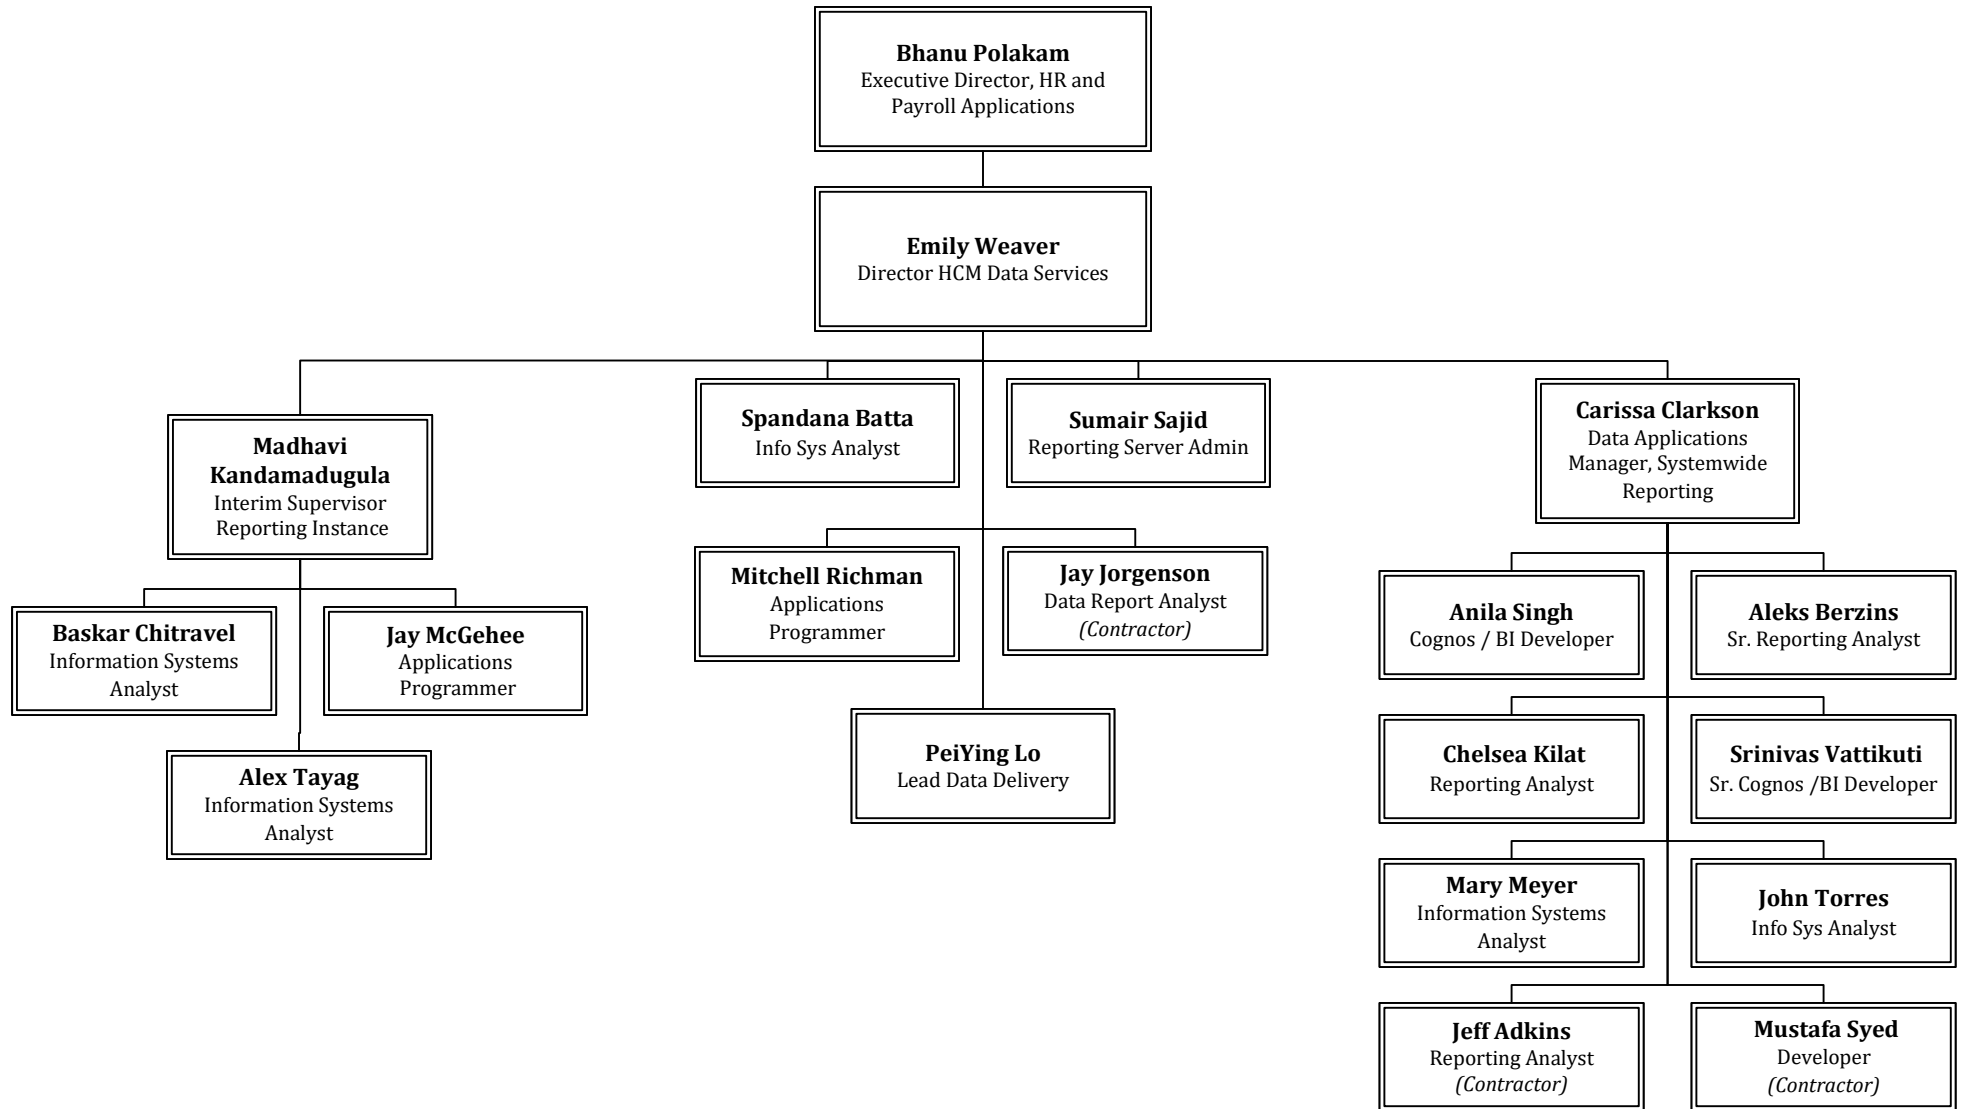 Bhanu Polakam
Executive Director, HR and
Payroll Applications
Emily Weaver
Director HCM Data Services
Madhavi
Kandamadugula
Interim Supervisor
Reporting Instance
Spandana Batta
Info Sys Analyst
Sumair Sajid
Reporting Server Admin
Carissa Clarkson
Data Applications
Manager, Systemwide
Reporting
Baskar Chitravel
Information Systems
Analyst
Jay McGehee
Applications
Programmer
Alex Tayag
Information Systems
Analyst
Mitchell Richman
Applications
Programmer
Jay Jorgenson
Data Report Analyst
(Contractor)
PeiYing Lo
Lead Data Delivery
Anila Singh
Cognos / BI Developer
Aleks Berzins
Sr. Reporting Analyst
Chelsea Kilat
Reporting Analyst
Srinivas Vattikuti
Sr. Cognos /BI Developer
Mary Meyer
Information Systems
Analyst
John Torres
Info Sys Analyst
Jeff Adkins
Reporting Analyst
(Contractor)
Mustafa Syed
Developer
(Contractor)